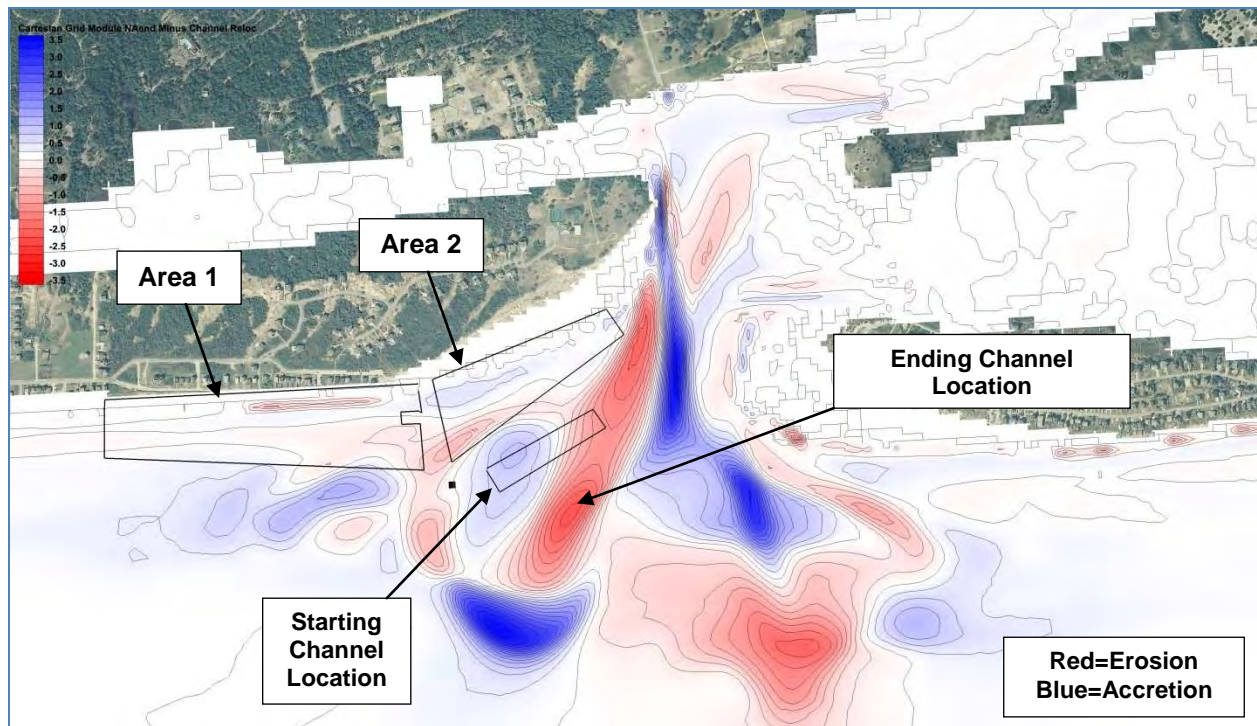 Cartesian Grid Module NAend Minus Channel Reloc
3.5
3.0
2.5
2.0
1.5
1.0
0.5
0.0
-0.5
-1.0
-1.5
-2.0
-2.5
-3.0
-3.5
Area 1
Area 2
Ending Channel
Location
Starting
Channel
Location
Red=Erosion
Blue=Accretion